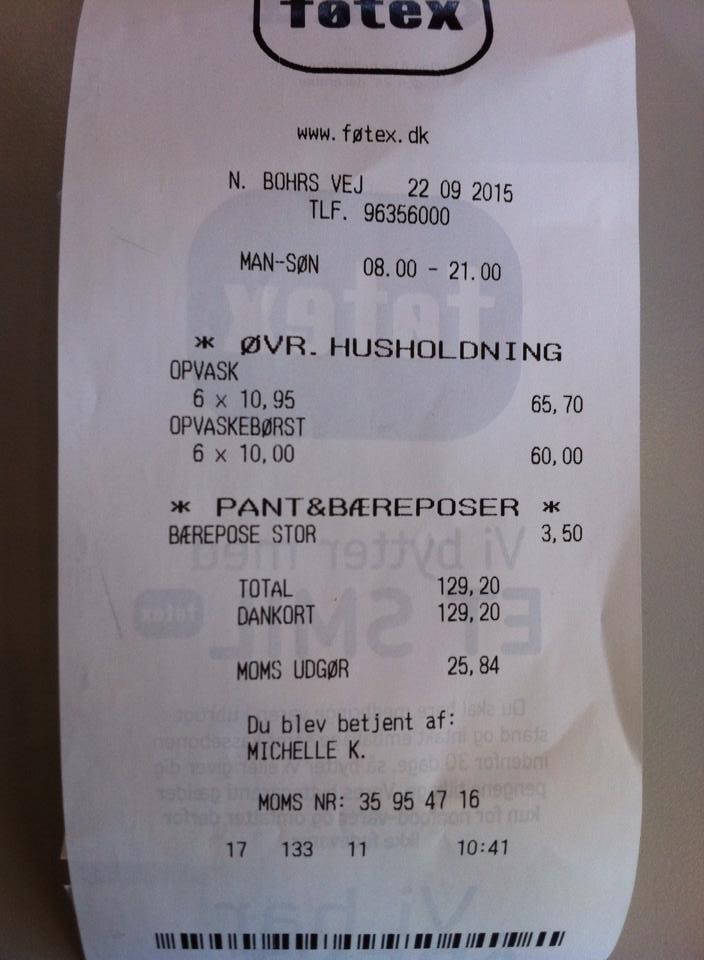 føtex
www.føtex.dk
N. BOHRS VEJ 22 09 2015
TLF. 96356000
MAN-SØN 08.00 - 21.00
* ØVR. HUSHOLDNING
OPVASK
6 x 10,95 65,70
OPVASKEBØRST
6 x 10,00 60,00
* PANT&BÆREPOSER *
BÆREPOSE STOR 3,50
TOTAL 129,20
DANKORT 129,20
MOMS UDGØR 25,84
Du blev betjent af:
MICHELLE K.
MOMS NR: 35 95 47 16
17 133 11 10:41